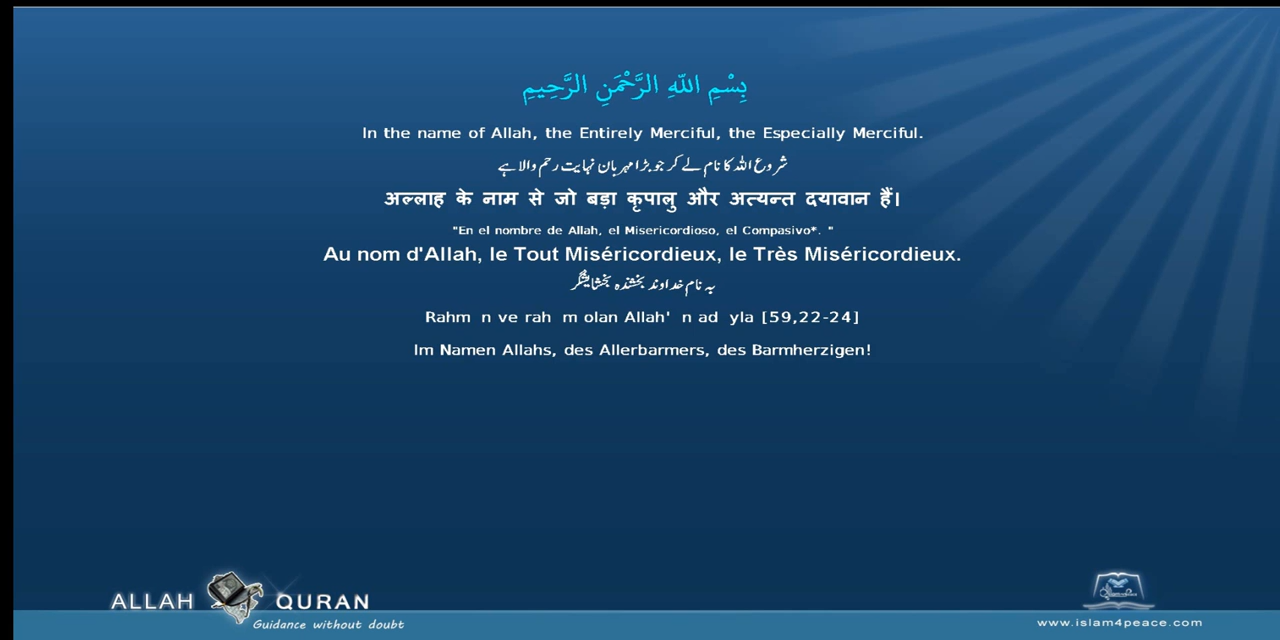 بِسْمِ اللّهِ الرَّحْمَنِ الرَّحِيمِ
In the name of Allah, the Entirely Merciful, the Especially Merciful.
شروع الله کا نام لے کر جو بڑا مہربان نہایت رحم والا ہے
अल्लाह के नाम से जो बड़ा कृपालु और अत्यन्त दयावान हैं।
"En el nombre de Allah, el Misericordioso, el Compasivo*. "
Au nom d'Allah, le Tout Miséricordieux, le Très Miséricordieux.
به نام خداوند بخشنده بخشایشگر
Rahm n ve rah m olan Allah' n ad yla [59,22-24]
Im Namen Allahs, des Allerbarmers, des Barmherzigen!
ALLAH QURAN
Guidance without doubt
www.islam4peace.com